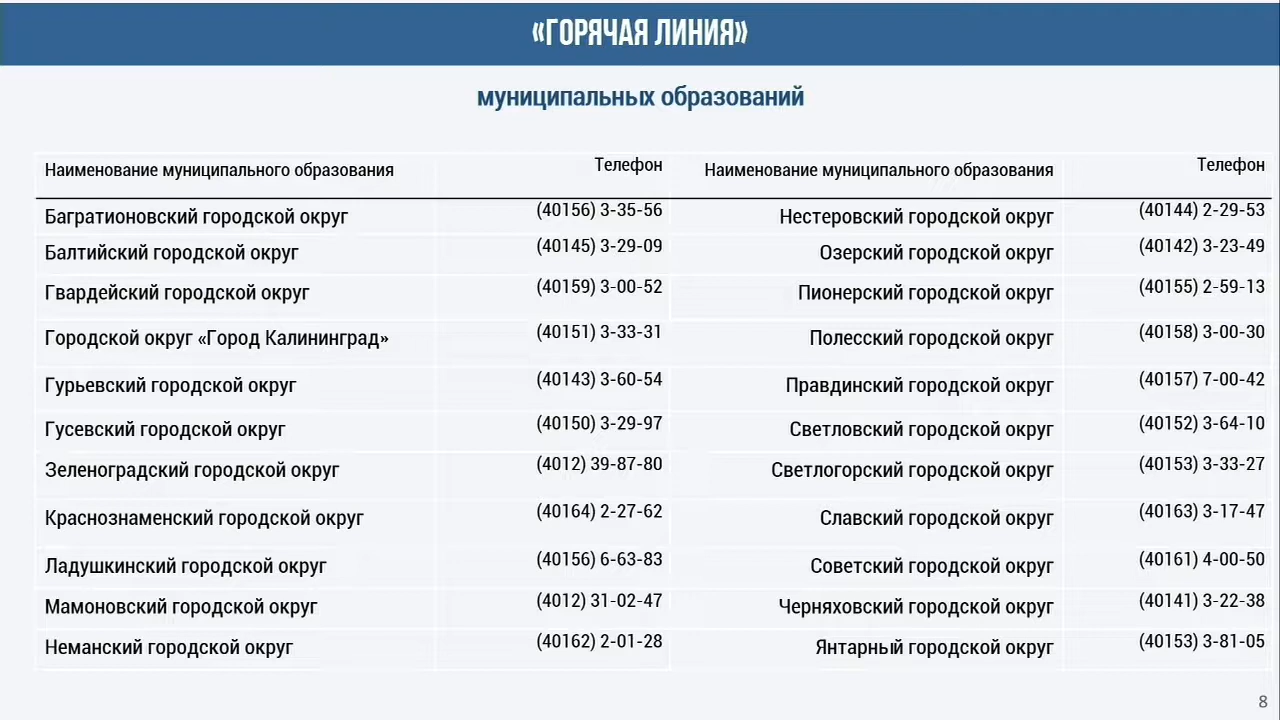 «ГОРЯЧАЯ ЛИНИЯ»
муниципальных образований
Наименование муниципального образования Телефон Наименование муниципального образования Телефон
Багратионовский городской округ (40156) 3-35-56 Нестеровский городской округ (40144) 2-29-53
Балтийский городской округ (40145) 3-29-09 Озерский городской округ (40142) 3-23-49
Гвардейский городской округ (40159) 3-00-52 Пионерский городской округ (40155) 2-59-13
Городской округ «Город Калининград» (40151) 3-33-31 Полесский городской округ (40158) 3-00-30
Гурьевский городской округ (40143) 3-60-54 Правдинский городской округ (40157) 7-00-42
Гусевский городской округ (40150) 3-29-97 Светловский городской округ (40152) 3-64-10
Зеленоградский городской округ (4012) 39-87-80 Светлогорский городской округ (40153) 3-33-27
Краснознаменский городской округ (40164) 2-27-62 Славский городской округ (40163) 3-17-47
Ладушкинский городской округ (40156) 6-63-83 Советский городской округ (40161) 4-00-50
Мамоновский городской округ (4012) 31-02-47 Черняховский городской округ (40141) 3-22-38
Неманский городской округ (40162) 2-01-28 Янтарный городской округ (40153) 3-81-05
8